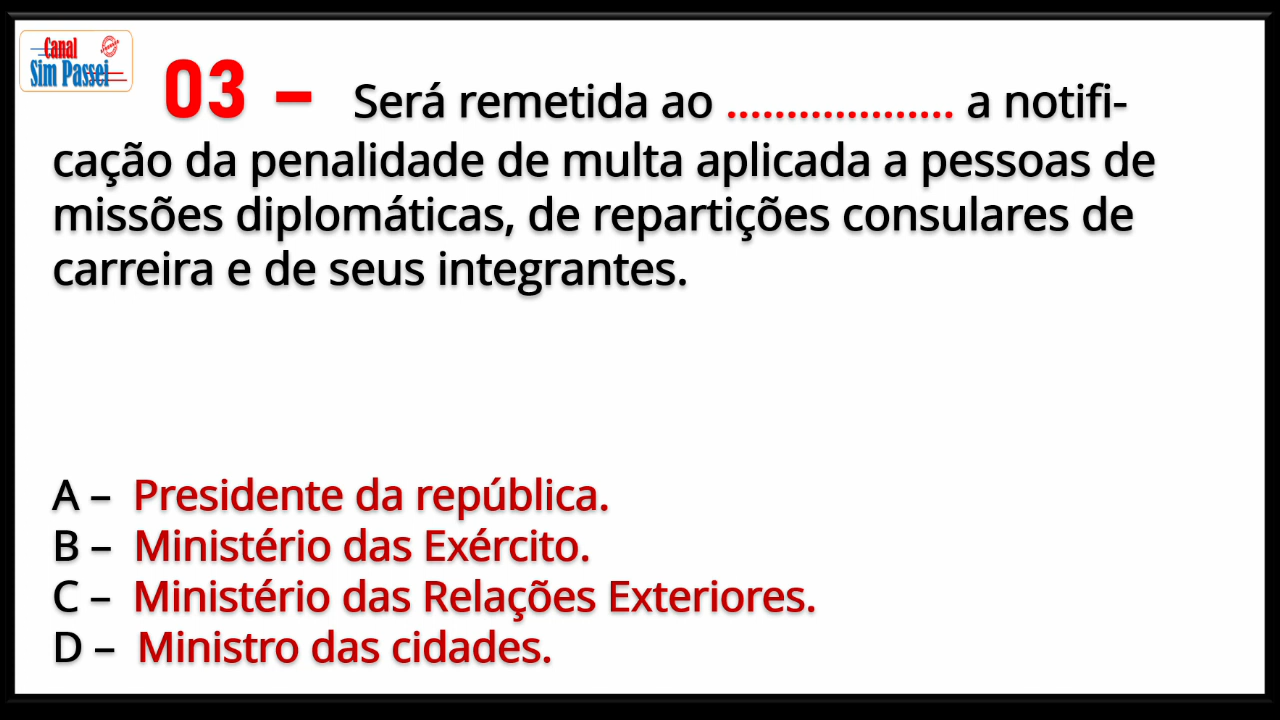 Canal
Sim Passei
03 – Será remetida ao ................... a notifi-
cação da penalidade de multa aplicada a pessoas de
missões diplomáticas, de repartições consulares de
carreira e de seus integrantes.
A – Presidente da república.
B – Ministério das Exército.
C – Ministério das Relações Exteriores.
D – Ministro das cidades.